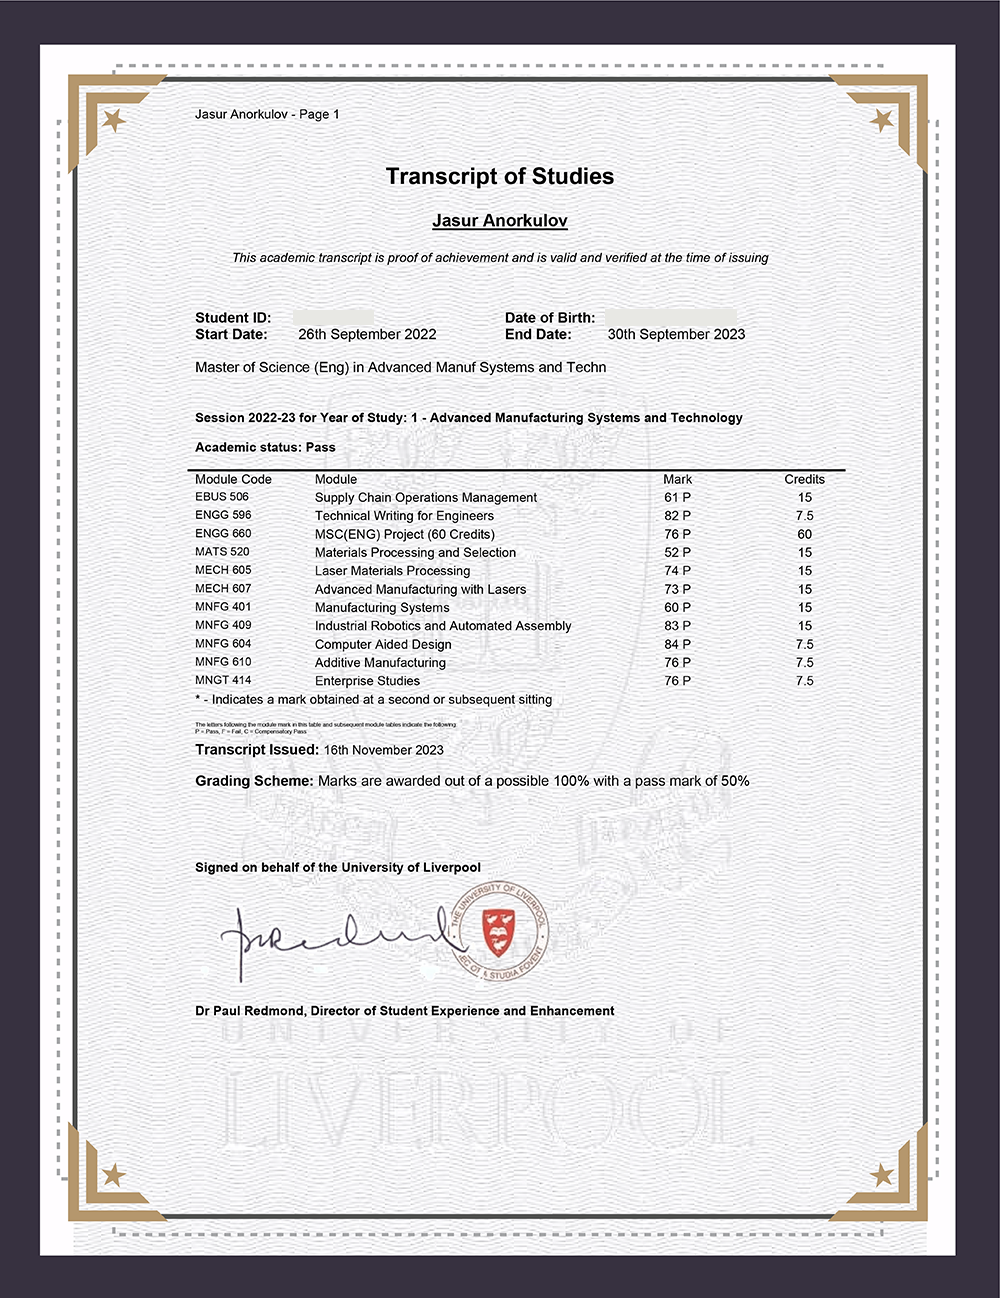 Jasur Anorkulov - Page 1
Transcript of Studies
Jasur Anorkulov
This academic transcript is proof of achievement and is valid and verified at the time of issuing
Student ID: Date of Birth:
Start Date: 26th September 2022 End Date: 30th September 2023
Master of Science (Eng) in Advanced Manuf Systems and Techn
Session 2022-23 for Year of Study: 1 - Advanced Manufacturing Systems and Technology
Academic status: Pass
Module Code Module Mark Credits
EBUS 506 Supply Chain Operations Management 61 P 15
ENGG 596 Technical Writing for Engineers 82 P 7.5
ENGG 660 MSC(ENG) Project (60 Credits) 76 P 60
MATS 520 Materials Processing and Selection 52 P 15
MECH 605 Laser Materials Processing 74 P 15
MECH 607 Advanced Manufacturing with Lasers 73 P 15
MNFG 401 Manufacturing Systems 60 P 15
MNFG 409 Industrial Robotics and Automated Assembly 83 P 15
MNFG 604 Computer Aided Design 84 P 7.5
MNFG 610 Additive Manufacturing 76 P 7.5
MNGT 414 Enterprise Studies 76 P 7.5
* - Indicates a mark obtained at a second or subsequent sitting
The letters following the module mark in this table and subsequent module tables indicate the following:
P = Pass, F = Fail, C = Compensatory Pass
Transcript Issued: 16th November 2023
Grading Scheme: Marks are awarded out of a possible 100% with a pass mark of 50%
Signed on behalf of the University of Liverpool
THE UNIVERSITY OF LIVERPOOL
STUDIA FOVENT
Dr Paul Redmond, Director of Student Experience and Enhancement
UNIVERSITY OF
LIVERPOOL